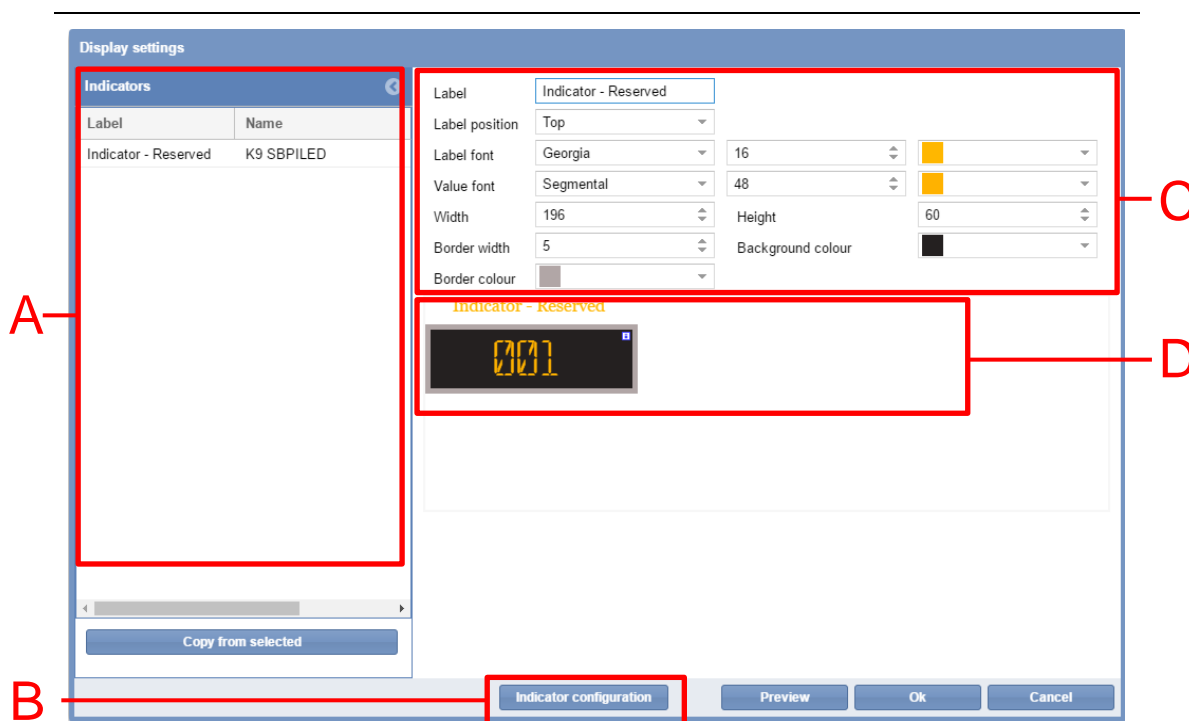 Display settings
Indicators
Label Name
Indicator - Reserved K9 SBPILED
Copy from selected
Label Indicator - Reserved
Label position Top
Label font Georgia 16
Value font Segmental 48
Width 196 Height 60
Border width 5 Background colour
Border colour
Indicator - Reserved
001
Indicator configuration Preview Ok Cancel
A
B
C
D